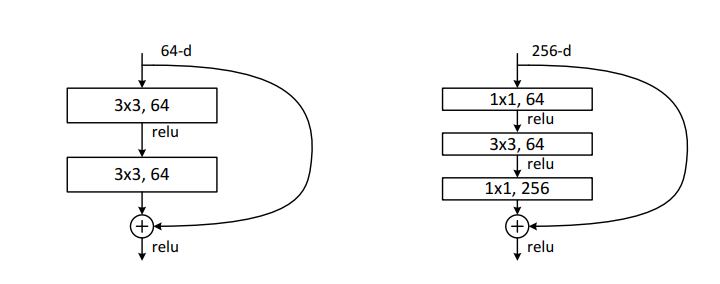 64-d
3x3, 64
relu
3x3, 64
relu
256-d
1x1, 64
relu
3x3, 64
relu
1x1, 256
relu